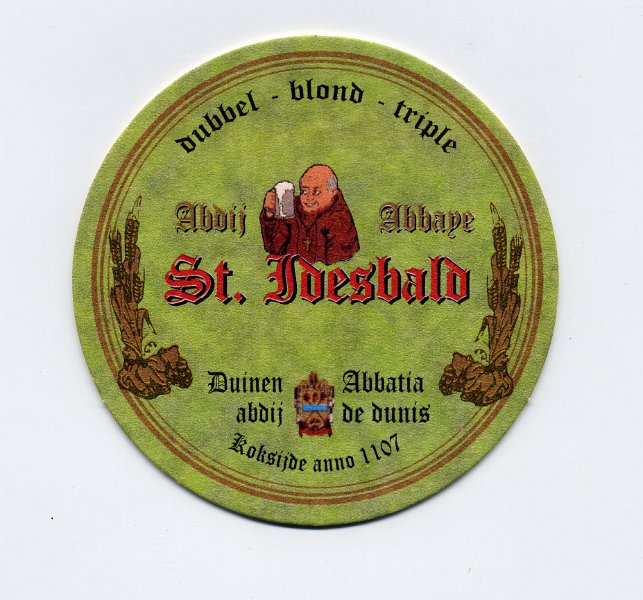 dubbel - blond - triple
Abdij Abbaye
St. Idesbald
Duinen Abbatia
abdij de dunis
Koksijde anno 1107